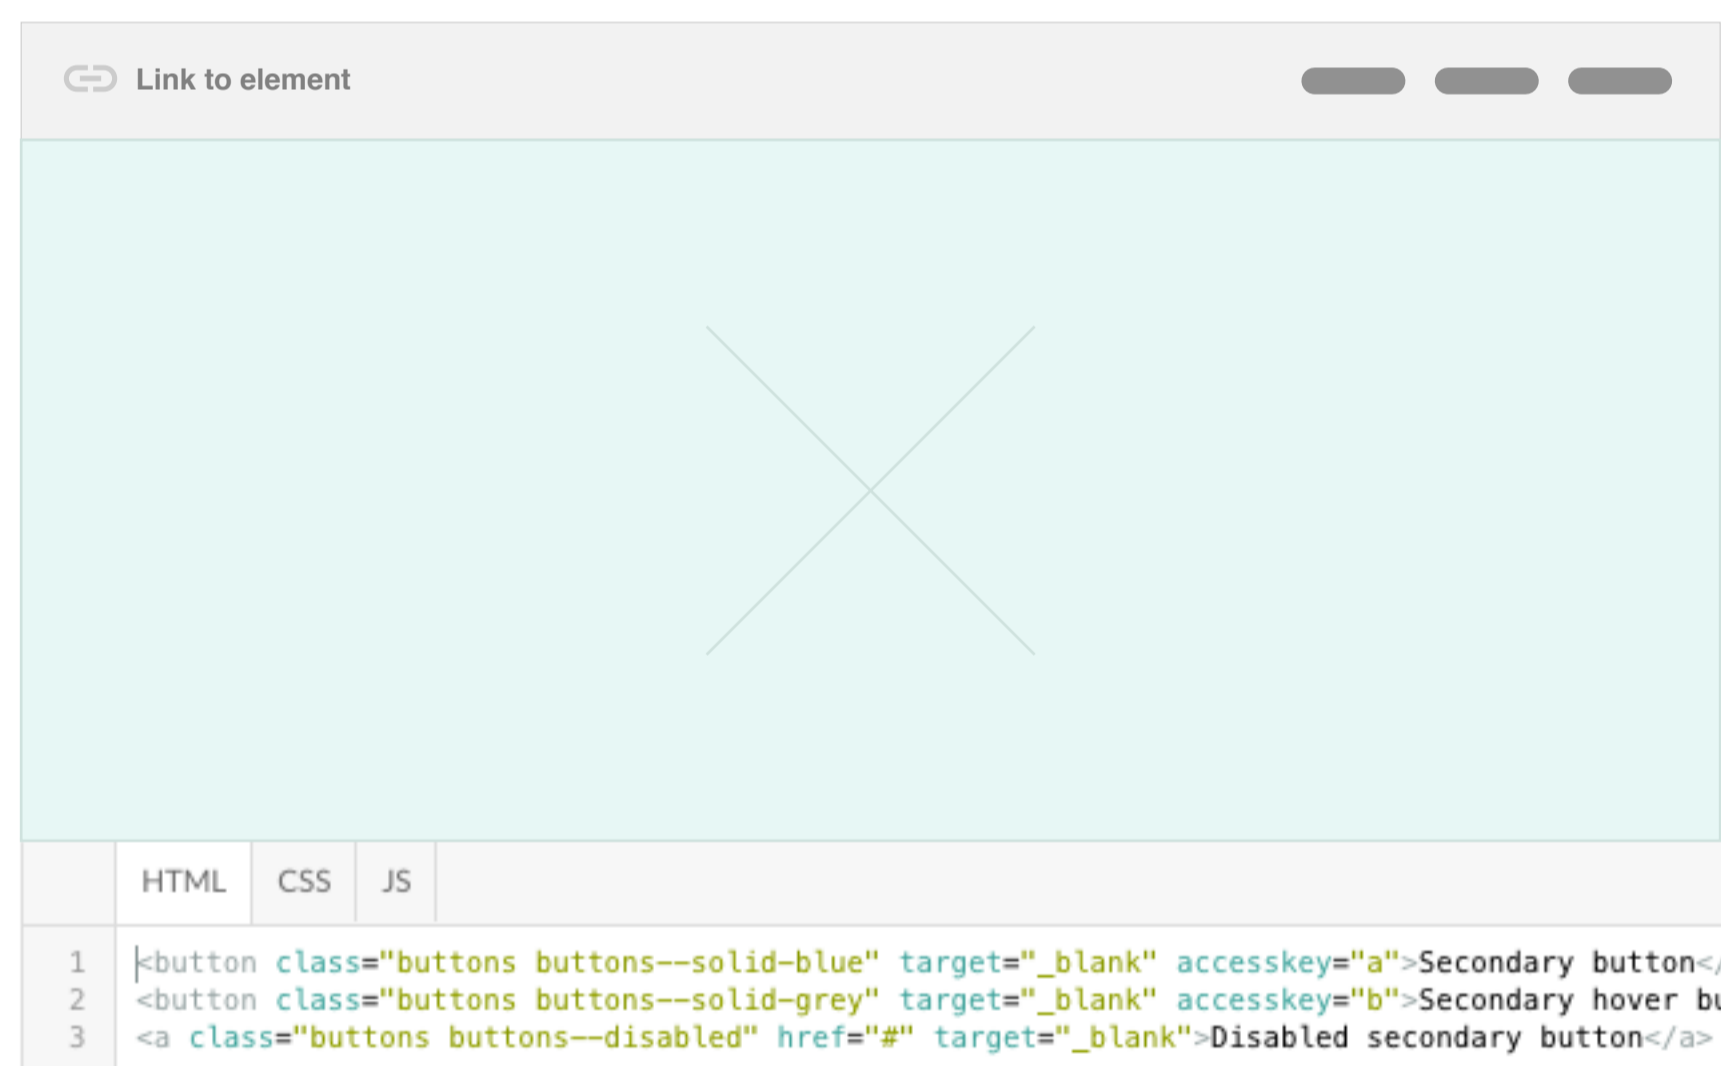 Link to element
HTML CSS JS
1 <button class="buttons buttons--solid-blue" target="_blank" accesskey="a">Secondary button</
2 <button class="buttons buttons--solid-grey" target="_blank" accesskey="b">Secondary hover bu
3 <a class="buttons buttons--disabled" href="#" target="_blank">Disabled secondary button</a>